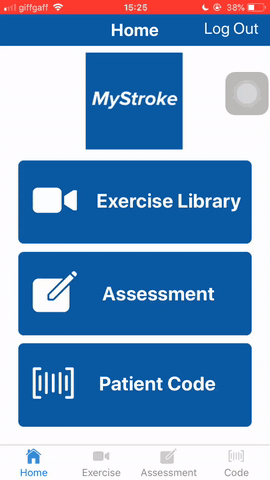 giffgaff 15:25 38%
Home Log Out
MyStroke
Exercise Library
Assessment
Patient Code
Home Exercise Assessment Code